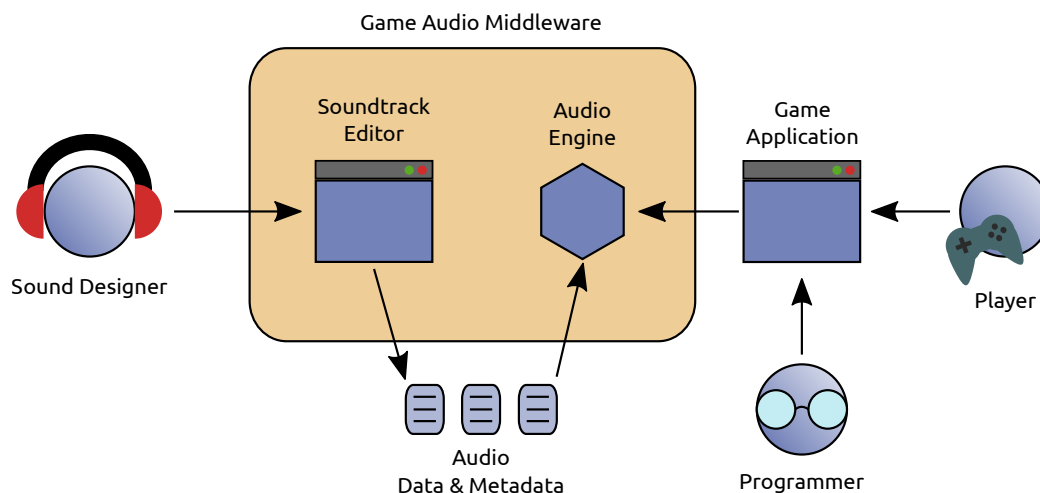 Game Audio Middleware
Soundtrack
Editor
Audio
Engine
Game
Application
Sound Designer
Player
Audio
Data & Metadata
Programmer